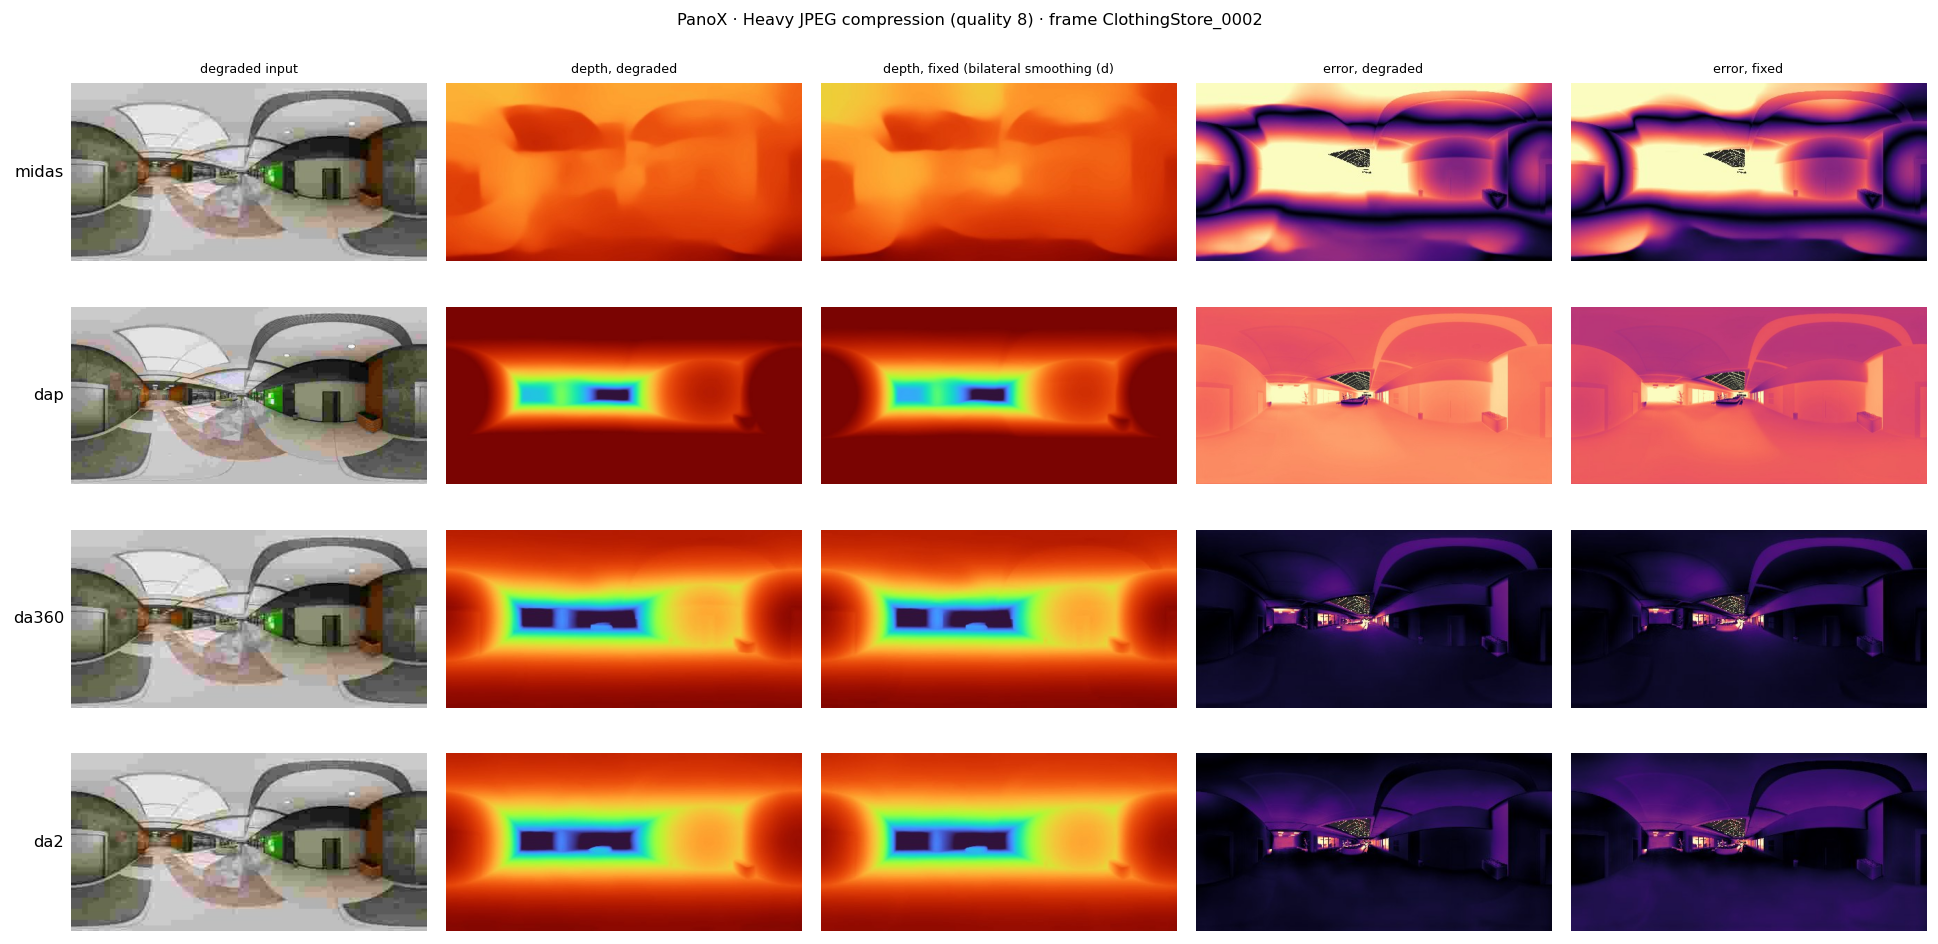 PanoX · Heavy JPEG compression (quality 8) · frame ClothingStore_0002
degraded input
depth, degraded
depth, fixed (bilateral smoothing (d)
error, degraded
error, fixed
midas
dap
da360
da2